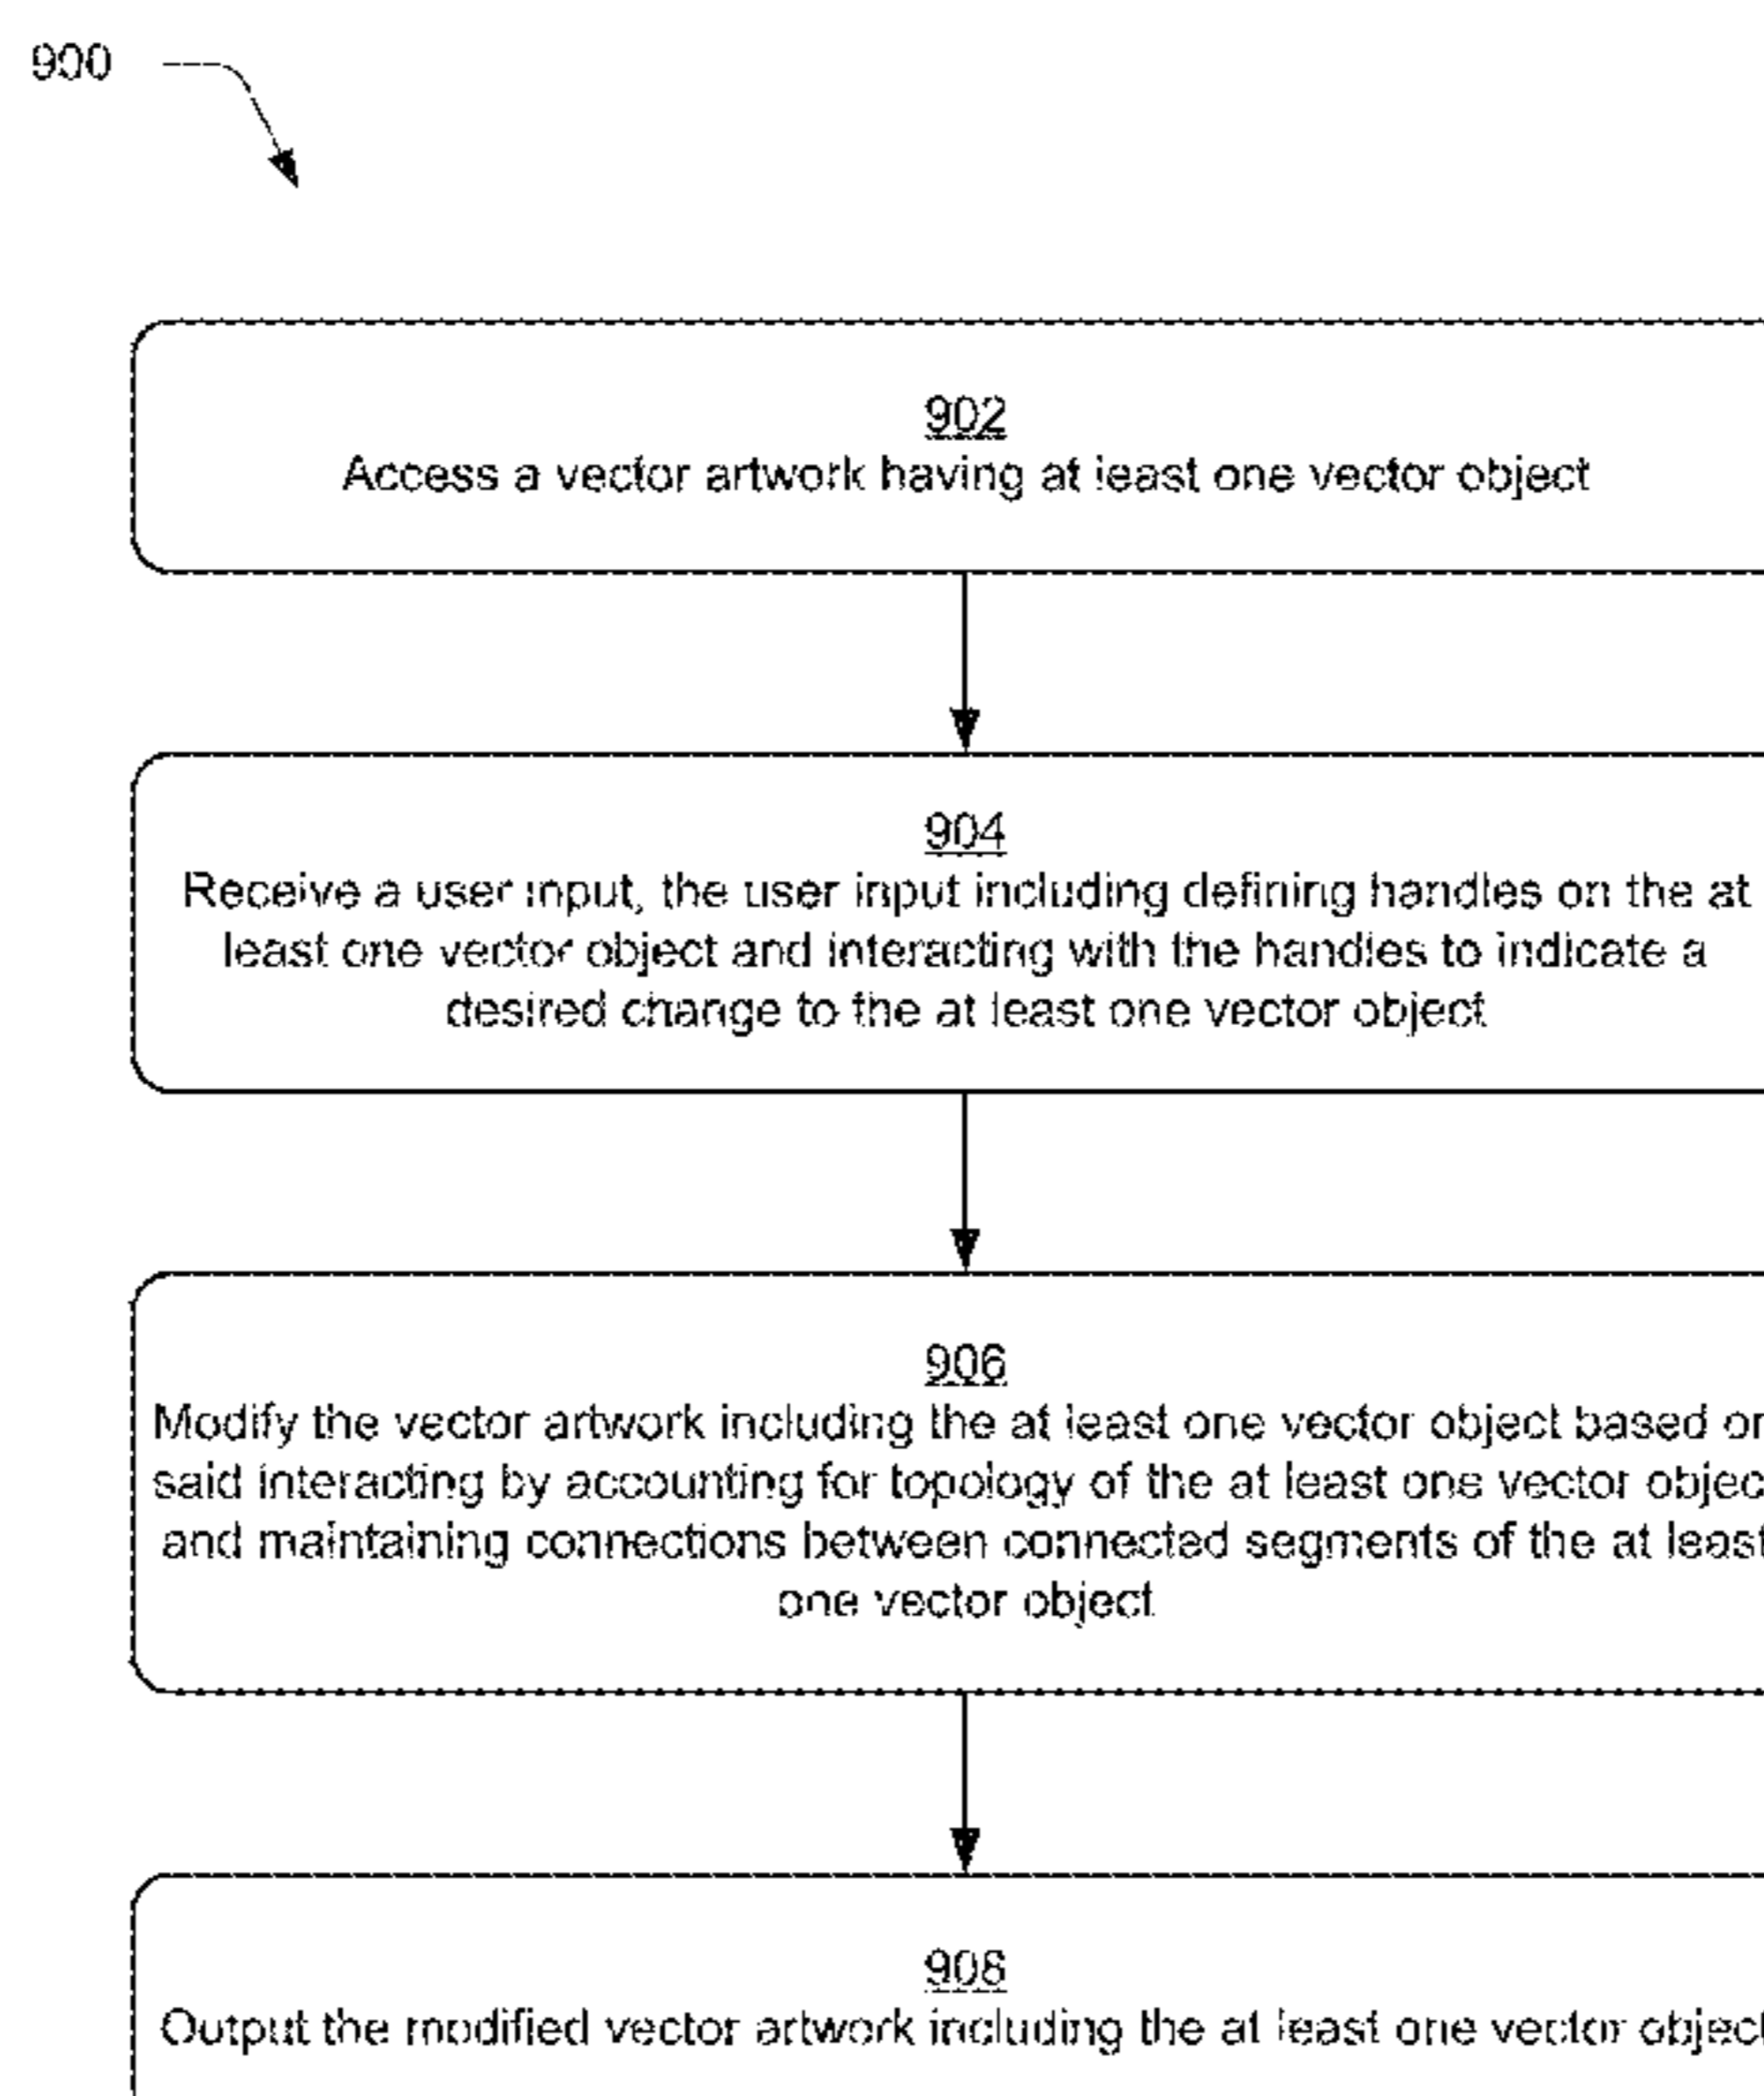 900
902
Access a vector artwork having at least one vector object
904
Receive a user input, the user input including defining handles on the at
least one vector object and interacting with the handles to indicate a
desired change to the at least one vector object
906
Modify the vector artwork including the at least one vector object based on
said interacting by accounting for topology of the at least one vector object
and maintaining connections between connected segments of the at least
one vector object
908
Output the modified vector artwork including the at least one vector object